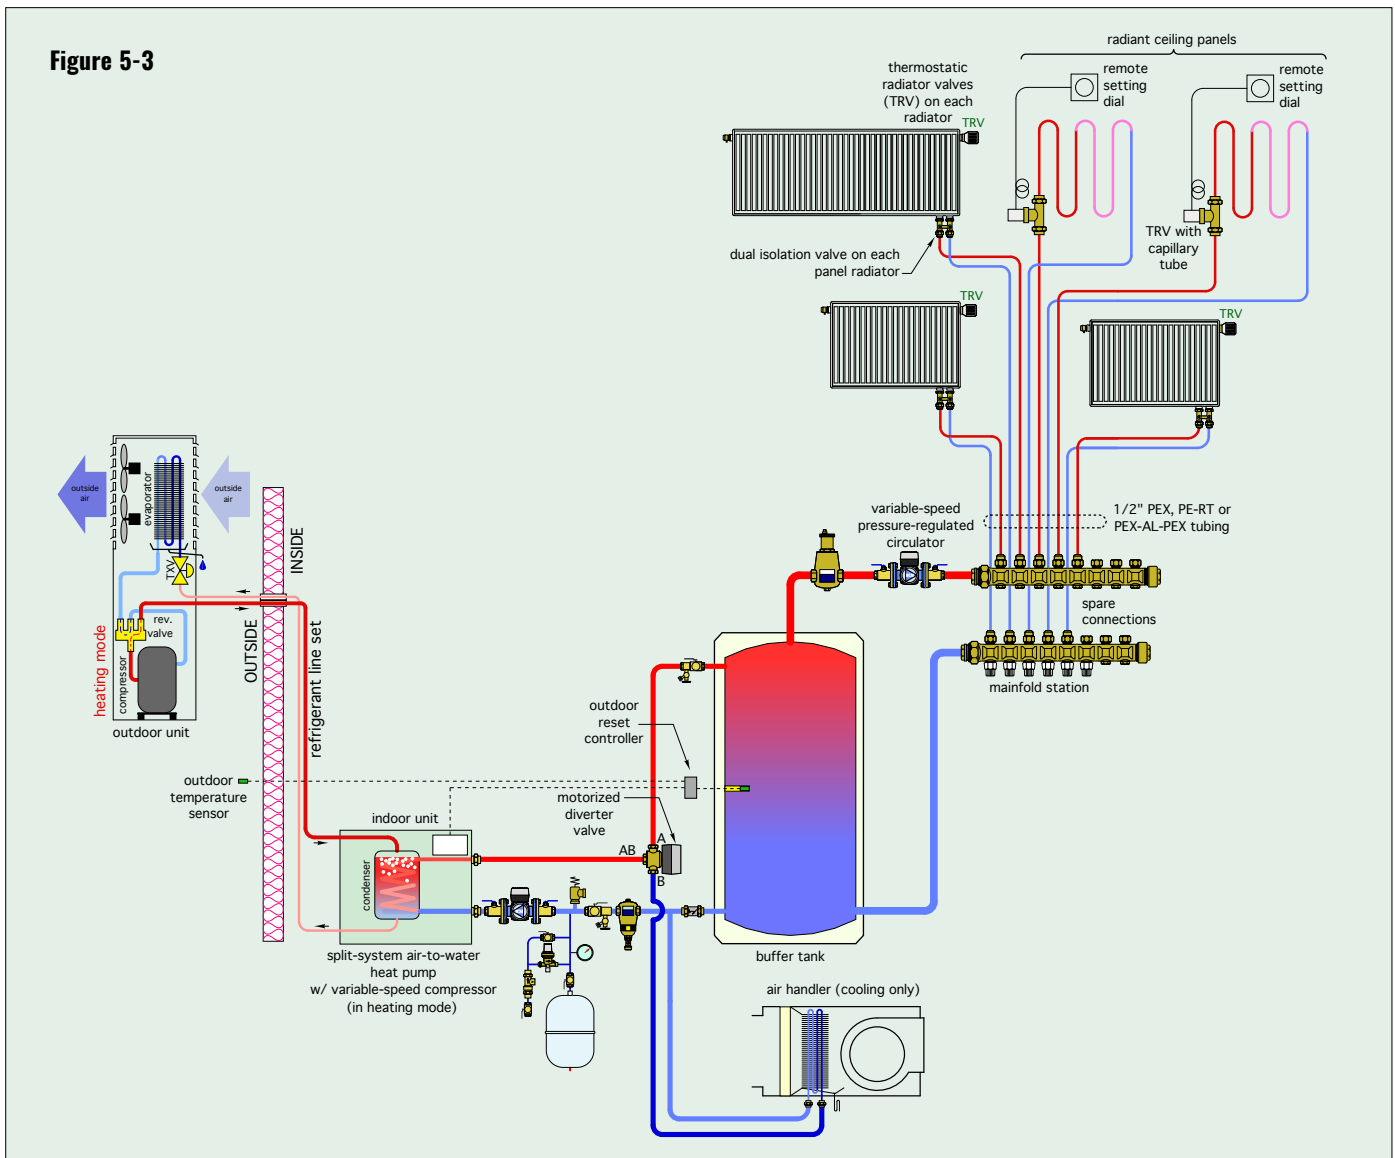 Figure 5-3
radiant ceiling panels
thermostatic
radiator valves
(TRV) on each
radiator
TRV
remote
setting
dial
remote
setting
dial
dual isolation valve on each
panel radiator
TRV with
capillary
tube
TRV
TRV
outside
air
evaporator
outside
air
TXV
INSIDE
variable-speed
pressure-regulated
circulator
1/2" PEX, PE-RT or
PEX-AL-PEX tubing
spare
connections
mainfold station
heating mode
compressor
rev.
valve
outdoor unit
OUTSIDE
refrigerant line set
outdoor
reset
controller
outdoor
temperature
sensor
motorized
diverter
valve
indoor unit
condenser
A
AB
B
split-system air-to-water
heat pump
w/ variable-speed compressor
(in heating mode)
buffer tank
air handler (cooling only)